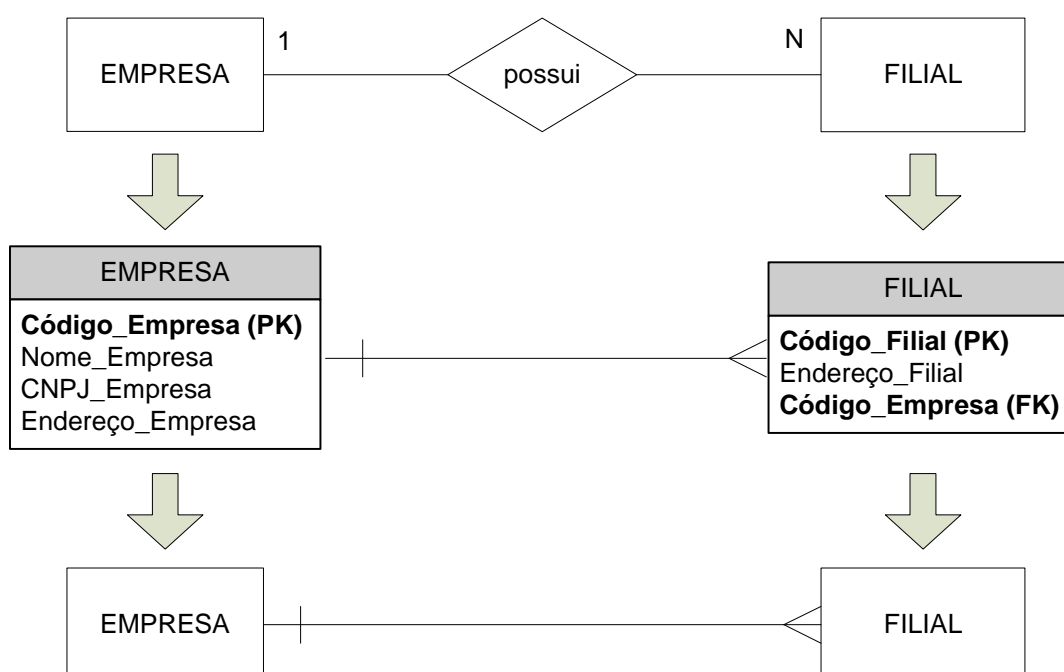 1
N
EMPRESA
possui
FILIAL
EMPRESA
Código_Empresa (PK)
Nome_Empresa
CNPJ_Empresa
Endereço_Empresa
FILIAL
Código_Filial (PK)
Endereço_Filial
Código_Empresa (FK)
EMPRESA
FILIAL